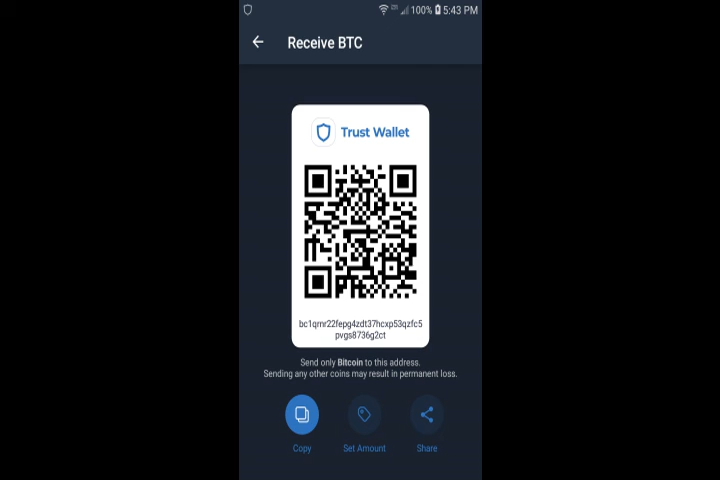 100% 5:43 PM
Receive BTC
Trust Wallet
bc1qrnr22fepg4zdt37hcxp53qzfc5
pvgs8736g2ct
Send only Bitcoin to this address.
Sending any other coins may result in permanent loss.
Copy Set Amount Share